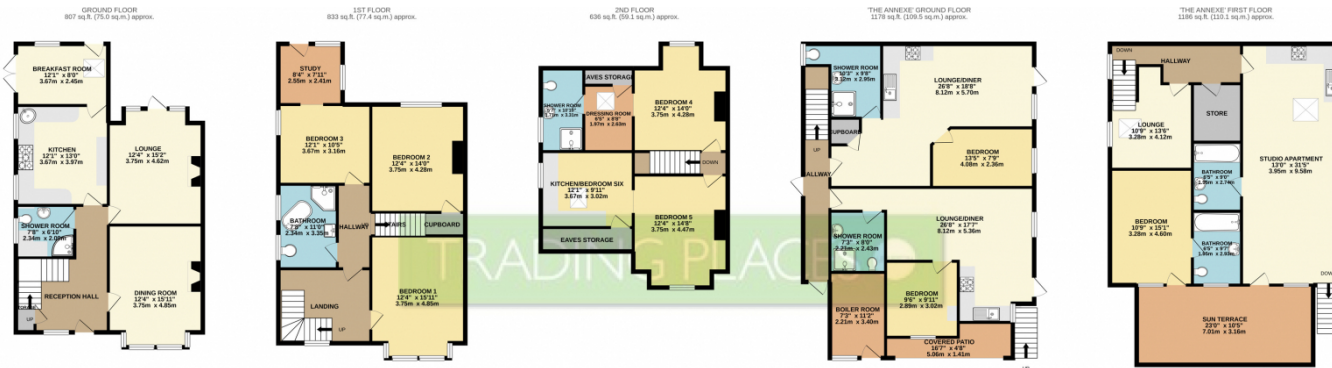 GROUND FLOOR
807 sq.ft. (75.0 sq.m.) approx.
BREAKFAST ROOM
12'1" x 8'0"
3.67m x 2.45m
KITCHEN
12'1" x 13'0"
3.67m x 3.97m
LOUNGE
12'4" x 15'2"
3.75m x 4.62m
SHOWER ROOM
7'8" x 6'10"
RECEPTION HALL
UP
DINING ROOM
12'4" x 15'11"
3.75m x 4.85m
1ST FLOOR
833 sq.ft. (77.4 sq.m.) approx.
STUDY
8'4" x 7'11"
2.55m x 2.41m
BEDROOM 3
12'1" x 10'5"
3.67m x 3.16m
BEDROOM 2
12'4" x 14'0"
3.75m x 4.28m
BATHROOM
7'8" x 11'0"
2.34m x 3.35m
HALLWAY
STAIRS
CUPBOARD
LANDING
UP
BEDROOM 1
12'4" x 15'11"
3.75m x 4.85m
2ND FLOOR
636 sq.ft. (59.1 sq.m.) approx.
EAVES STORAGE
SHOWER ROOM
DRESSING ROOM
BEDROOM 4
12'4" x 14'0"
3.75m x 4.28m
DOWN
KITCHEN/BEDROOM SIX
12'1" x 9'11"
3.67m x 3.02m
BEDROOM 5
12'4" x 14'8"
3.75m x 4.47m
EAVES STORAGE
TRADING PLACES
'THE ANNEXE' GROUND FLOOR
1178 sq.ft. (109.5 sq.m.) approx.
SHOWER ROOM
10'3" x 9'8"
3.12m x 2.95m
LOUNGE/DINER
26'8" x 18'8"
8.12m x 5.70m
CUPBOARD
UP
BEDROOM
13'5" x 7'9"
4.08m x 2.36m
HALLWAY
LOUNGE/DINER
26'8" x 17'7"
8.12m x 5.36m
SHOWER ROOM
7'3" x 8'0"
2.21m x 2.43m
BEDROOM
9'6" x 9'11"
2.89m x 3.02m
BOILER ROOM
7'3" x 11'2"
2.21m x 3.40m
COVERED PATIO
16'7" x 4'8"
5.06m x 1.41m
UP
'THE ANNEXE' FIRST FLOOR
1186 sq.ft. (110.1 sq.m.) approx.
DOWN
HALLWAY
LOUNGE
10'9" x 13'6"
3.28m x 4.12m
STORE
STUDIO APARTMENT
13'0" x 31'5"
3.95m x 9.58m
BATHROOM
BEDROOM
10'9" x 15'1"
3.28m x 4.60m
BATHROOM
DOWN
SUN TERRACE
23'0" x 10'5"
7.01m x 3.16m